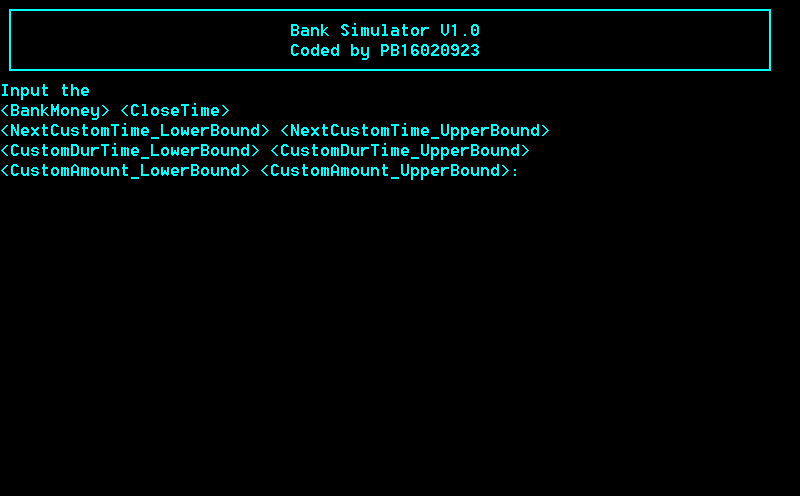 Bank Simulator V1.0
Coded by PB16020923
Input the
<BankMoney> <CloseTime>
<NextCustomTime_LowerBound> <NextCustomTime_UpperBound>
<CustomDurTime_LowerBound> <CustomDurTime_UpperBound>
<CustomAmount_LowerBound> <CustomAmount_UpperBound>: